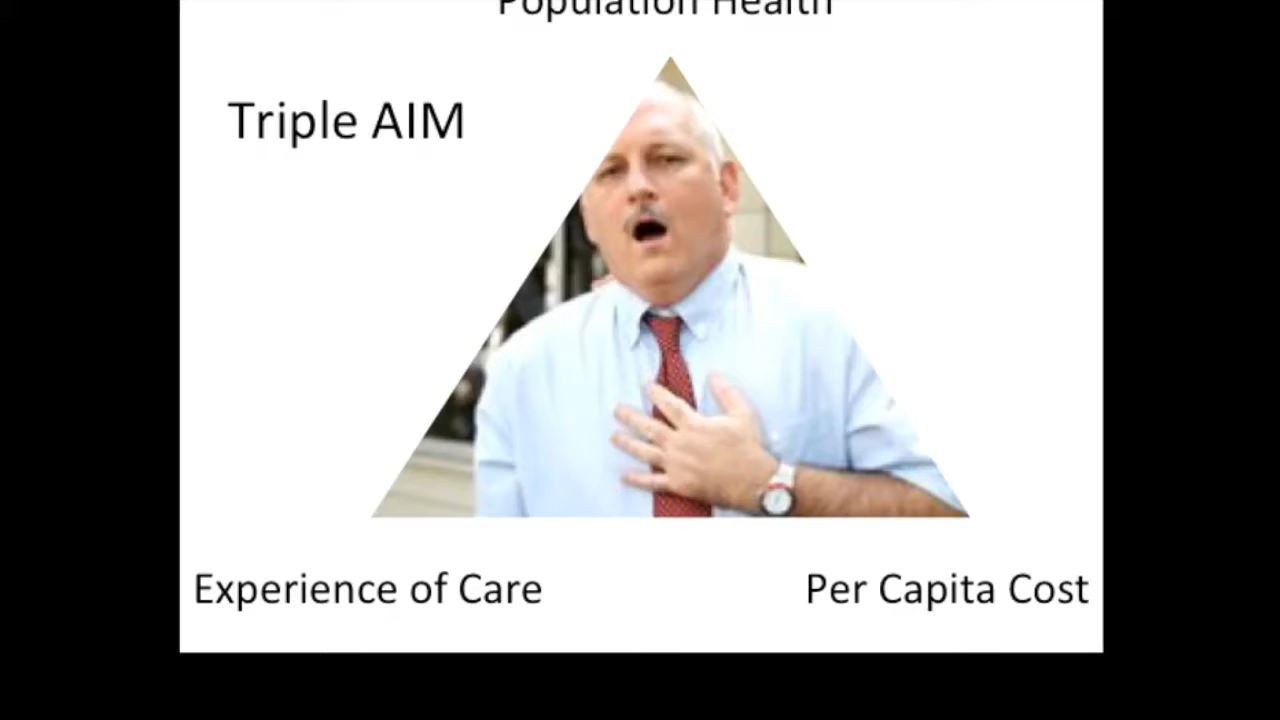 Population Health
Triple AIM
Experience of Care
Per Capita Cost